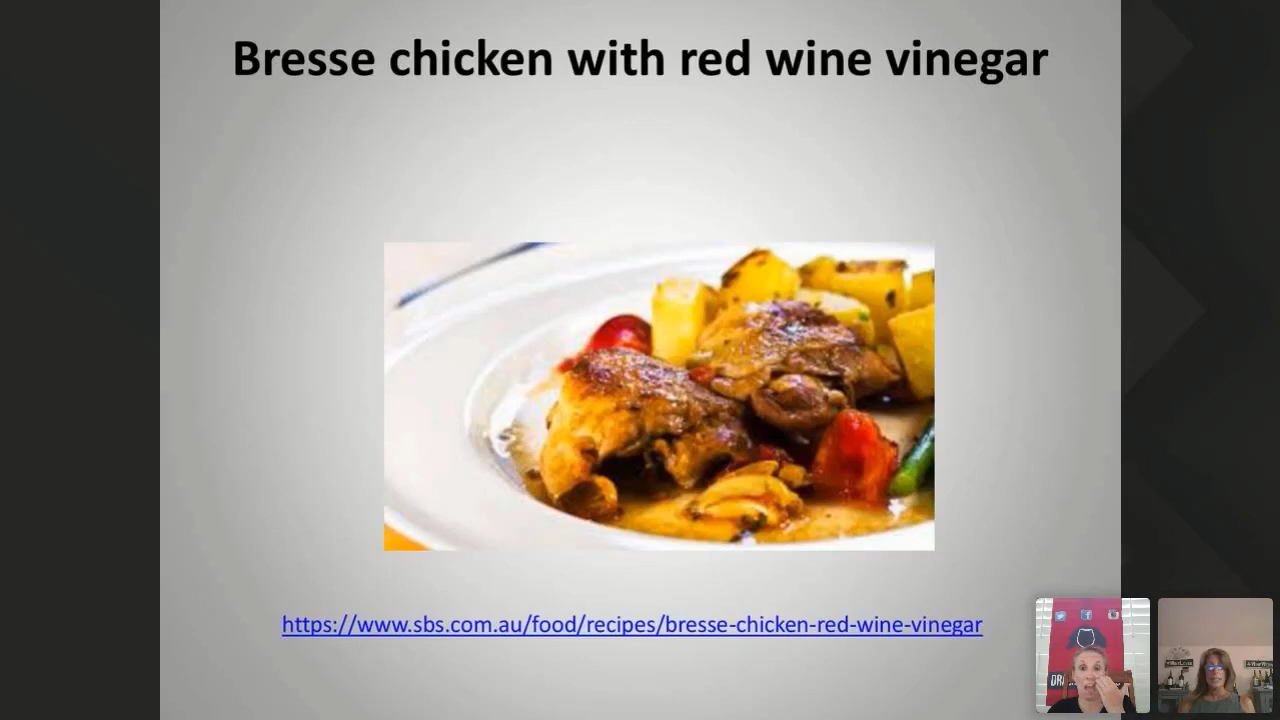 Bresse chicken with red wine vinegar
https://www.sbs.com.au/food/recipes/bresse-chicken-red-wine-vinegar